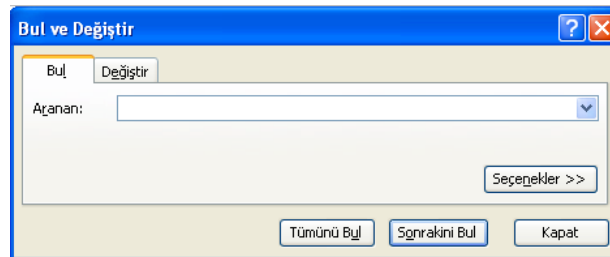 Bul ve Değiştir
Bul Değiştir
Aranan:
Seçenekler >>
Tümünü Bul Sonrakini Bul Kapat